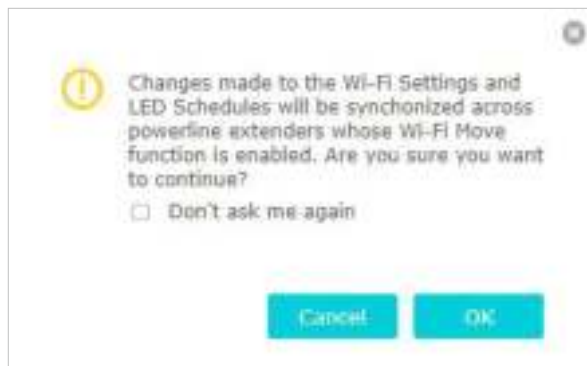 Changes made to the Wi-Fi Settings and
LED Schedules will be synchonized across
powerline extenders whose Wi-Fi Move
function is enabled. Are you sure you want
to continue?
Don't ask me again
Cancel OK